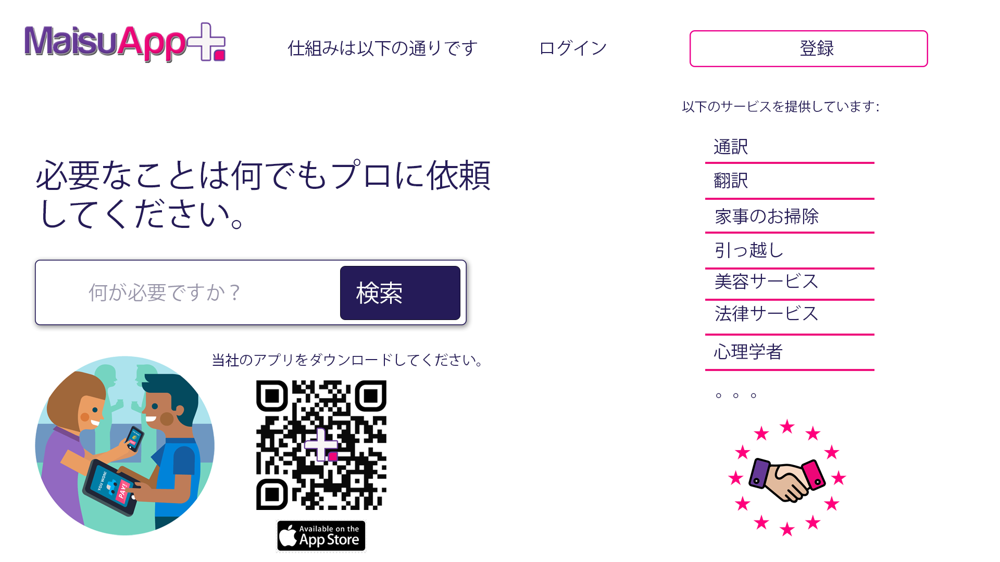 MaisuApp
仕組みは以下の通りです
ログイン
登録
以下のサービスを提供しています:
通訳
翻訳
家事のお掃除
引っ越し
美容サービス
法律サービス
心理学者
。。。
必要なことは何でもプロに依頼
してください。
何が必要ですか？
検索
当社のアプリをダウンロードしてください。
YOU WON!
PAY!
Available on the
App Store